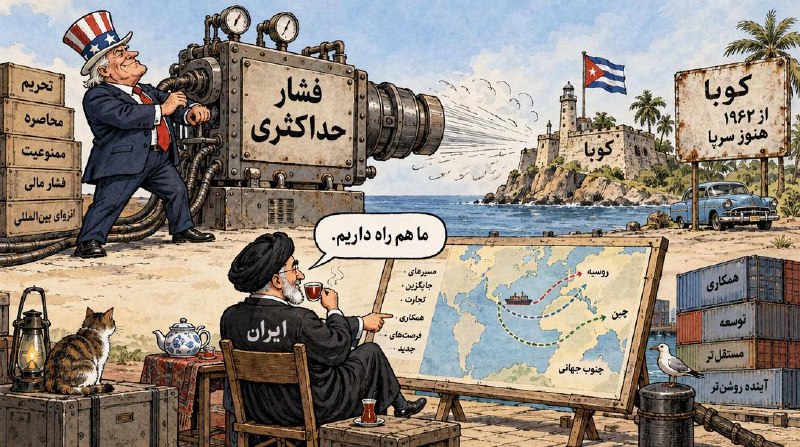 تحریم
محاصره
ممنوعیت
فشار مالی
انزوای بین‌المللی
فشار
حداکثری
کوبا
کوبا
از ۱۹۶۲
هنوز سرپا
ما هم راه داریم.
ایران
مسیرهای
جایگزین
تجارت
همکاری
فرصت‌های
جدید
روسیه
چین
جنوب جهانی
همکاری
توسعه
مستقل‌تر
آینده روشن‌تر